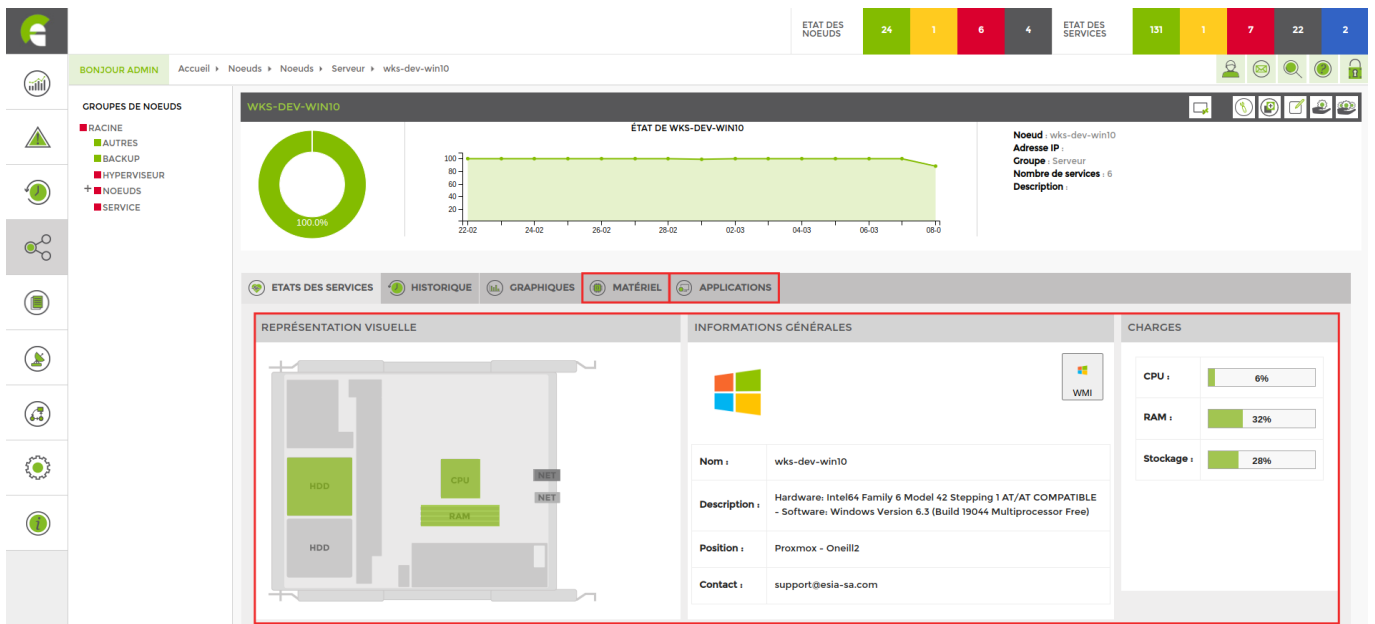 ETAT DES NOEUDS
24
1
6
4
ETAT DES SERVICES
131
1
7
22
2
BONJOUR ADMIN
Accueil
Noeuds
Noeuds
Serveur
wks-dev-win10
GROUPES DE NOEUDS
RACINE
AUTRES
BACKUP
HYPERVISEUR
+ NOEUDS
SERVICE
WKS-DEV-WIN10
100.0%
ÉTAT DE WKS-DEV-WIN10
100
80
60
40
20
22-02
24-02
26-02
28-02
02-03
04-03
06-03
08-0
Noeud : wks-dev-win10
Adresse IP :
Groupe : Serveur
Nombre de services : 6
Description :
ETATS DES SERVICES
HISTORIQUE
GRAPHIQUES
MATÉRIEL
APPLICATIONS
REPRÉSENTATION VISUELLE
HDD
HDD
CPU
RAM
NET
NET
INFORMATIONS GÉNÉRALES
WMI
Nom : wks-dev-win10
Description : Hardware: Intel64 Family 6 Model 42 Stepping 1 AT/AT COMPATIBLE
- Software: Windows Version 6.3 (Build 19044 Multiprocessor Free)
Position : Proxmox - Oneill2
Contact : support@esia-sa.com
CHARGES
CPU : 6%
RAM : 32%
Stockage : 28%